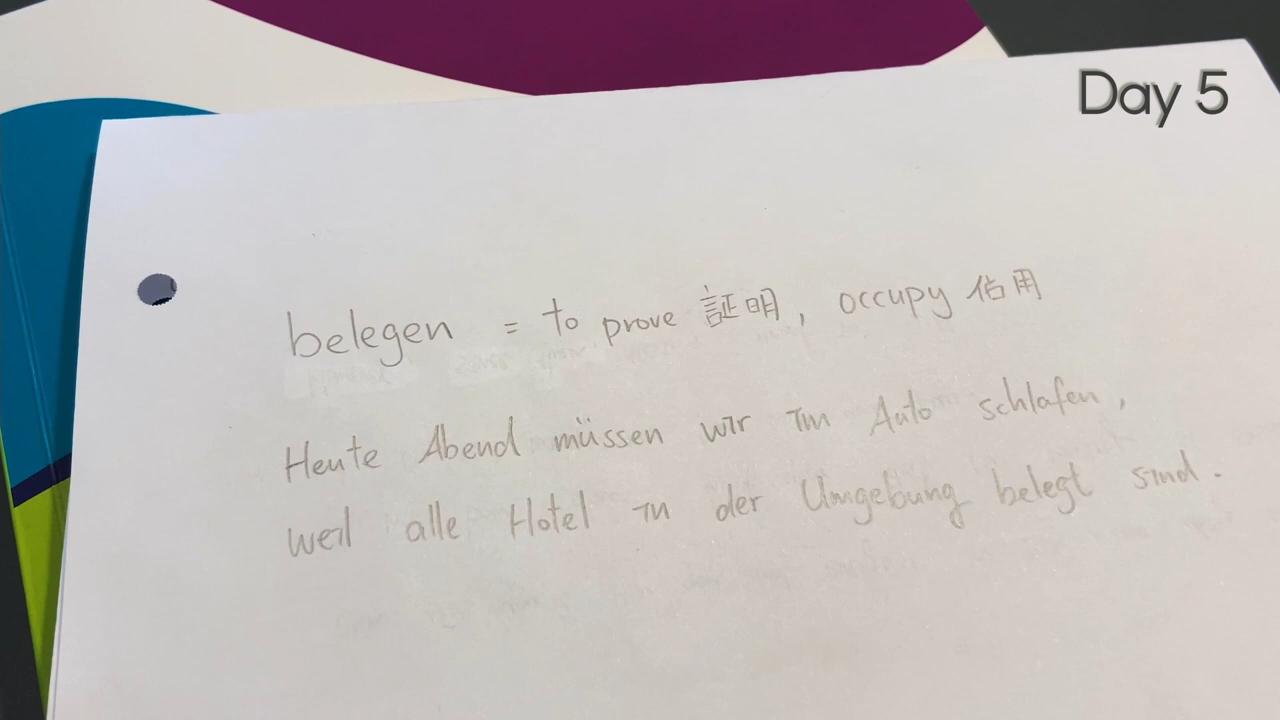 Day 5
belegen = to prove 証明, occupy 佔用
Heute Abend müssen wir im Auto schlafen,
weil alle Hotel in der Umgebung belegt sind.